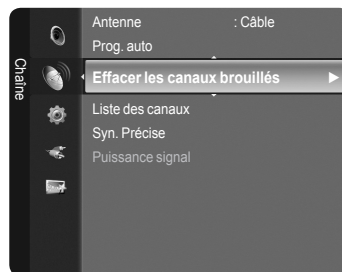 Chaîne
Antenne : Câble
Prog. auto
Effacer les canaux brouillés
Liste des canaux
Syn. Précise
Puissance signal